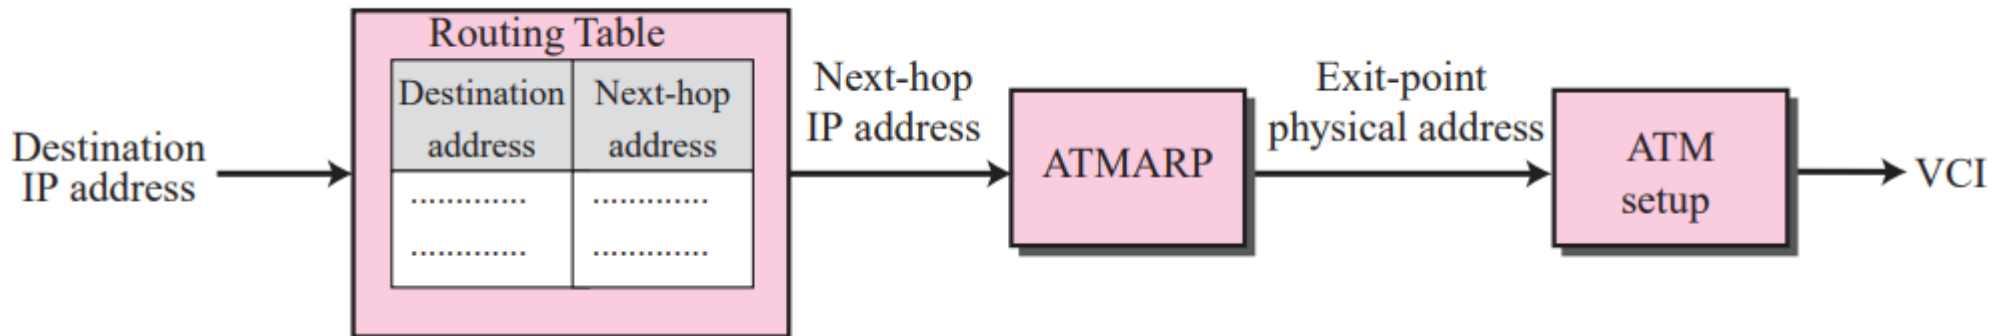 Destination
IP address
Routing Table
Destination
address
Next-hop
address
............. .............
............. .............
Next-hop
IP address
ATMARP
Exit-point
physical address
ATM
setup
VCI